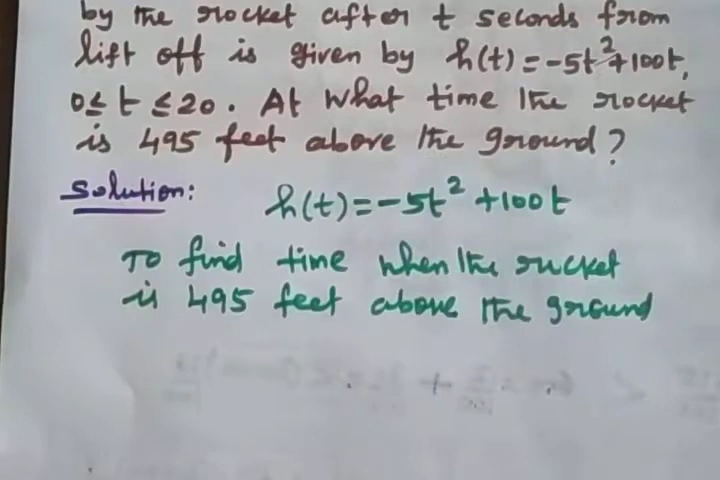 by the rocket after t seconds from
lift off is given by h(t)=-5t²+100t,
0≤t≤20. At what time the rocket
is 495 feet above the ground?
Solution: h(t)=-5t²+100t
To find time when the rocket
is 495 feet above the ground